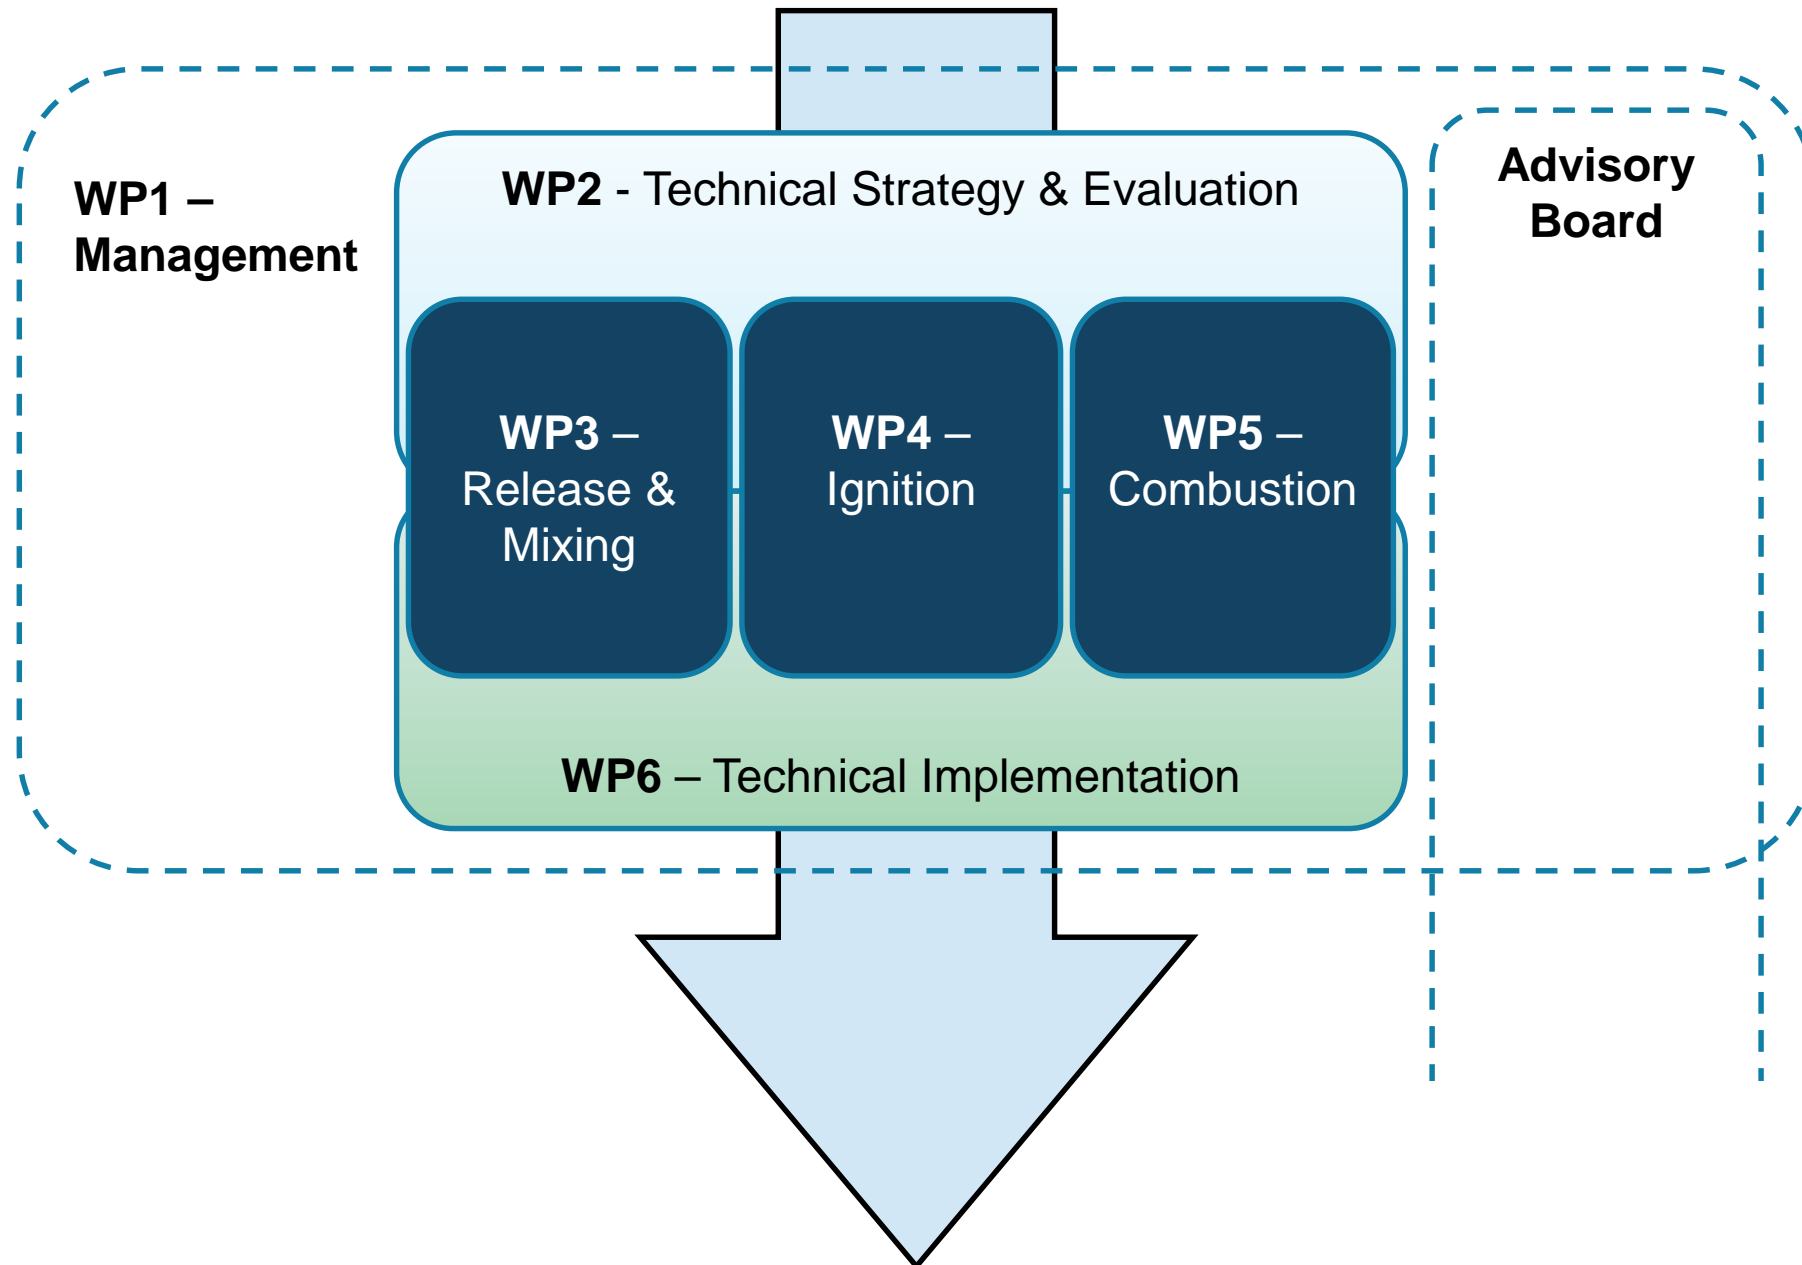 WP1 –
Management
WP2 - Technical Strategy & Evaluation
Advisory
Board
WP3 –
Release &
Mixing
WP4 –
Ignition
WP5 –
Combustion
WP6 – Technical Implementation